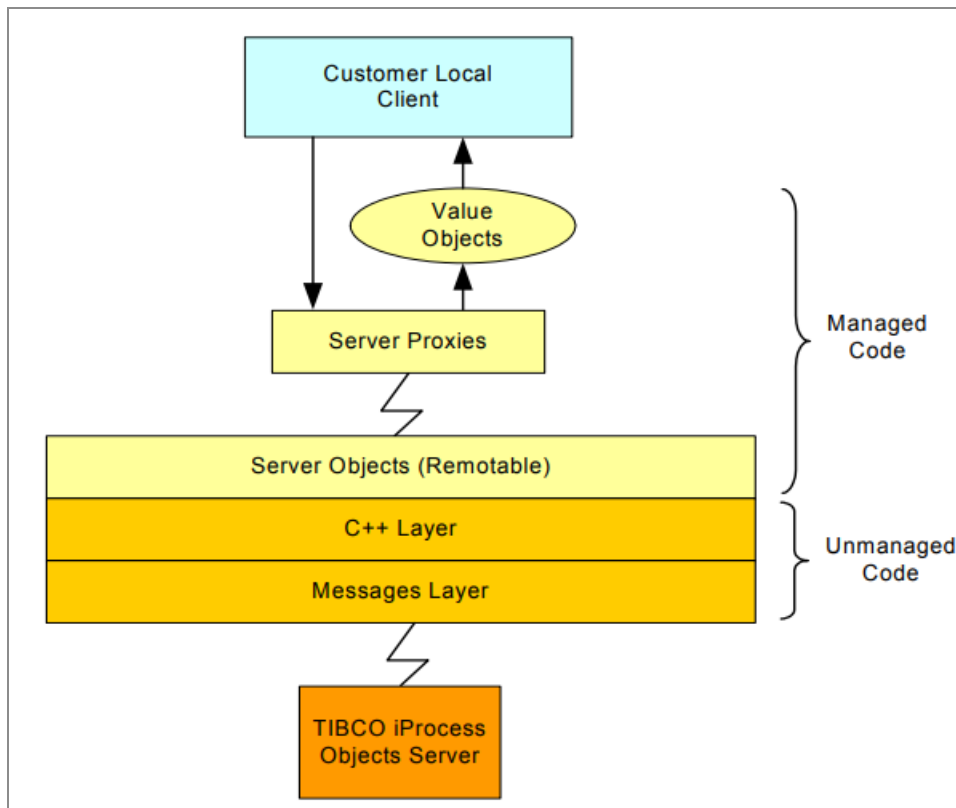 Customer Local
Client
Value
Objects
Server Proxies
Managed
Code
Server Objects (Remotable)
C++ Layer
Unmanaged
Code
Messages Layer
TIBCO iProcess
Objects Server